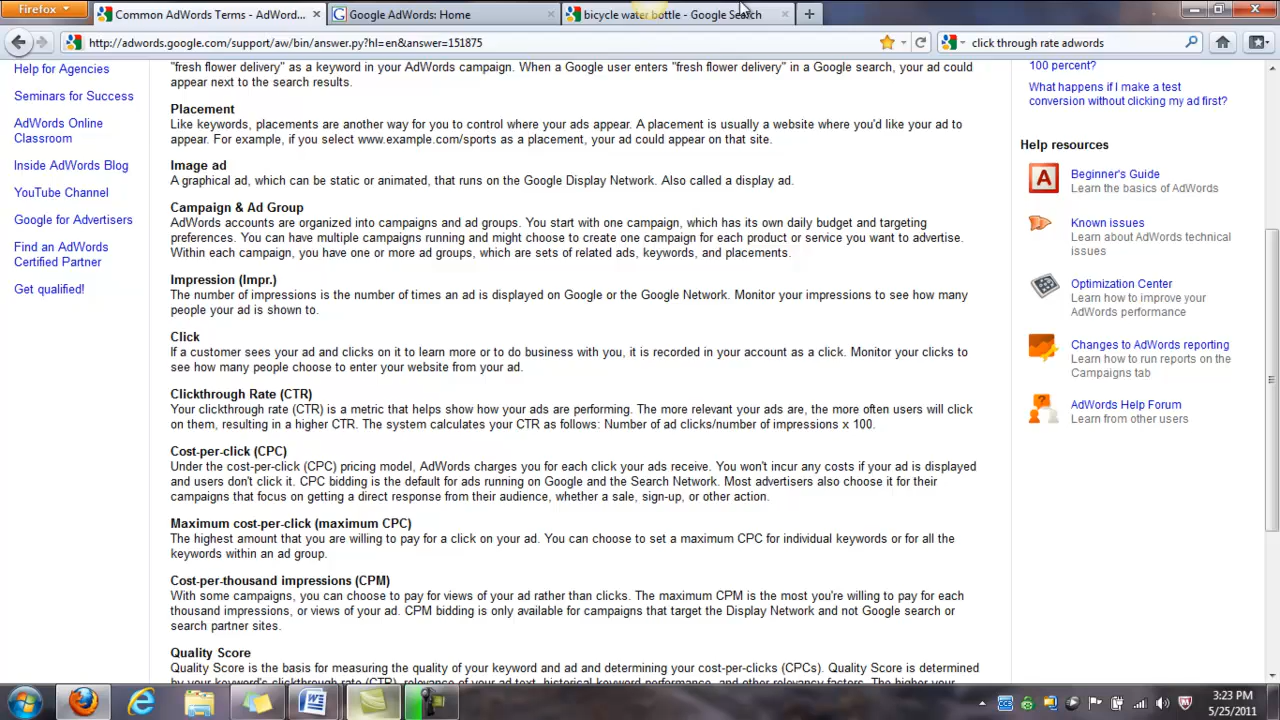 Firefox
Common AdWords Terms - AdWord...
Google AdWords: Home
bicycle water bottle - Google Search
http://adwords.google.com/support/aw/bin/answer.py?hl=en&answer=151875
click through rate adwords
Help for Agencies
Seminars for Success
AdWords Online
Classroom
Inside AdWords Blog
YouTube Channel
Google for Advertisers
Find an AdWords
Certified Partner
Get qualified!
"fresh flower delivery" as a keyword in your AdWords campaign. When a Google user enters "fresh flower delivery" in a Google search, your ad could
appear next to the search results.
Placement
Like keywords, placements are another way for you to control where your ads appear. A placement is usually a website where you'd like your ad to
appear. For example, if you select www.example.com/sports as a placement, your ad could appear on that site.
Image ad
A graphical ad, which can be static or animated, that runs on the Google Display Network. Also called a display ad.
Campaign & Ad Group
AdWords accounts are organized into campaigns and ad groups. You start with one campaign, which has its own daily budget and targeting
preferences. You can have multiple campaigns running and might choose to create one campaign for each product or service you want to advertise.
Within each campaign, you have one or more ad groups, which are sets of related ads, keywords, and placements.
Impression (Impr.)
The number of impressions is the number of times an ad is displayed on Google or the Google Network. Monitor your impressions to see how many
people your ad is shown to.
Click
If a customer sees your ad and clicks on it to learn more or to do business with you, it is recorded in your account as a click. Monitor your clicks to
see how many people choose to enter your website from your ad.
Clickthrough Rate (CTR)
Your clickthrough rate (CTR) is a metric that helps show how your ads are performing. The more relevant your ads are, the more often users will click
on them, resulting in a higher CTR. The system calculates your CTR as follows: Number of ad clicks/number of impressions x 100.
Cost-per-click (CPC)
Under the cost-per-click (CPC) pricing model, AdWords charges you for each click your ads receive. You won't incur any costs if your ad is displayed
and users don't click it. CPC bidding is the default for ads running on Google and the Search Network. Most advertisers also choose it for their
campaigns that focus on getting a direct response from their audience, whether a sale, sign-up, or other action.
Maximum cost-per-click (maximum CPC)
The highest amount that you are willing to pay for a click on your ad. You can choose to set a maximum CPC for individual keywords or for all the
keywords within an ad group.
Cost-per-thousand impressions (CPM)
With some campaigns, you can choose to pay for views of your ad rather than clicks. The maximum CPM is the most you're willing to pay for each
thousand impressions, or views of your ad. CPM bidding is only available for campaigns that target the Display Network and not Google search or
search partner sites.
Quality Score
Quality Score is the basis for measuring the quality of your keyword and ad and determining your cost-per-clicks (CPCs). Quality Score is determined
by your keyword's clickthrough rate (CTR), relevance of your ad text, historical keyword performance, and other relevancy factors. The higher your
100 percent?
What happens if I make a test
conversion without clicking my ad first?
Help resources
Beginner's Guide
Learn the basics of AdWords
Known issues
Learn about AdWords technical
issues
Optimization Center
Learn how to improve your
AdWords performance
Changes to AdWords reporting
Learn how to run reports on the
Campaigns tab
AdWords Help Forum
Learn from other users
3:23 PM
5/25/2011